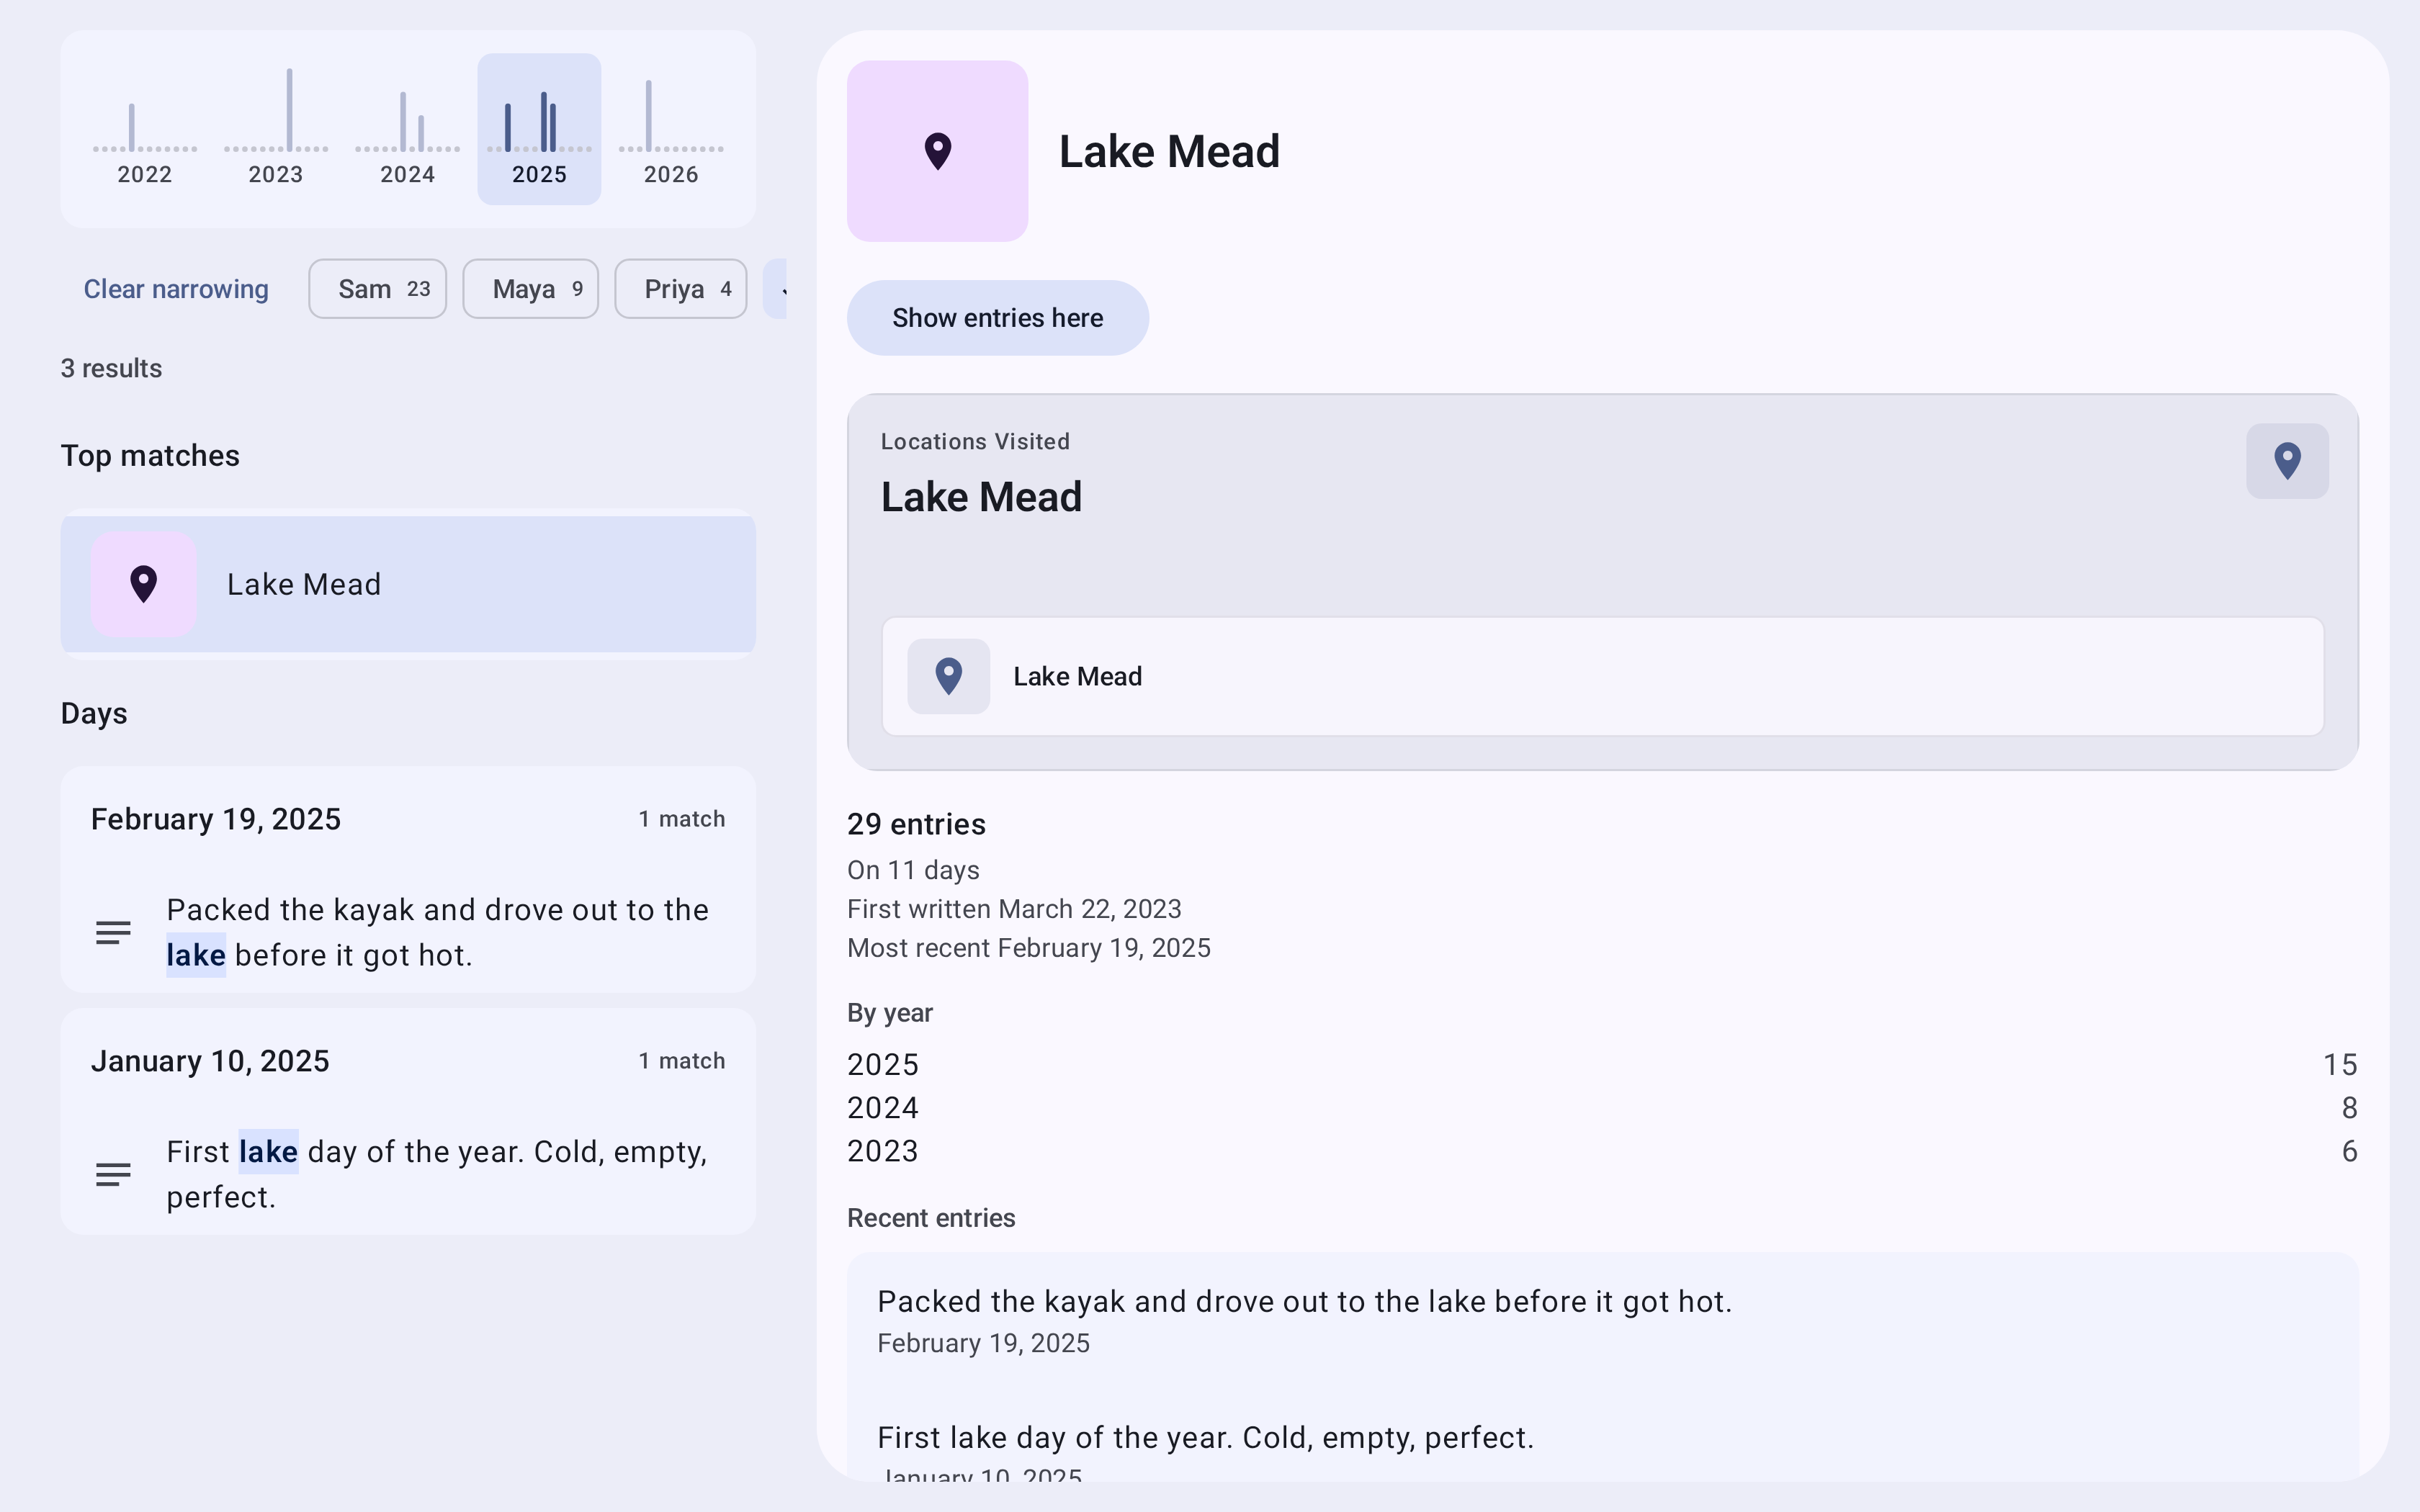 2022
2023
2024
2025
2026
Clear narrowing
Sam 23
Maya 9
Priya 4
3 results
Top matches
Lake Mead
Days
February 19, 2025
1 match
Packed the kayak and drove out to the
lake before it got hot.
January 10, 2025
1 match
First lake day of the year. Cold, empty,
perfect.
Lake Mead
Show entries here
Locations Visited
Lake Mead
Lake Mead
29 entries
On 11 days
First written March 22, 2023
Most recent February 19, 2025
By year
2025 15
2024 8
2023 6
Recent entries
Packed the kayak and drove out to the lake before it got hot.
February 19, 2025
First lake day of the year. Cold, empty, perfect.
January 10, 2025